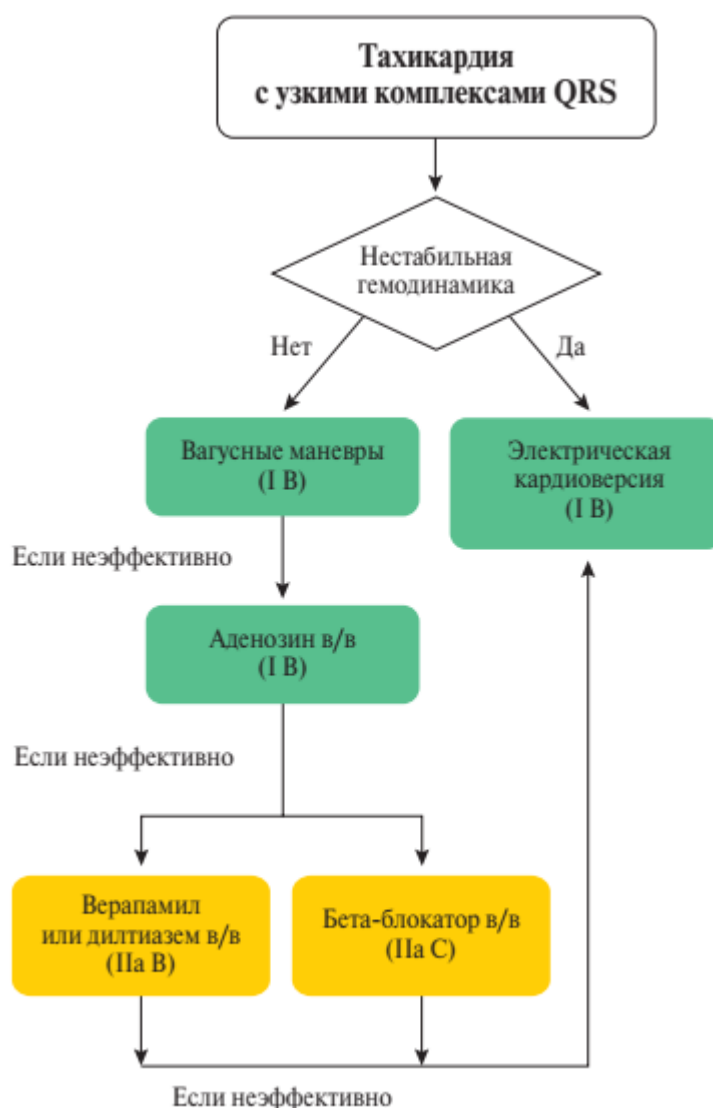 Тахикардия
с узкими комплексами QRS
Нестабильная
гемодинамика
Нет
Да
Вагусные маневры
(I B)
Электрическая
кардиоверсия
(I B)
Если неэффективно
Аденозин в/в
(I B)
Если неэффективно
Верапамил
или дилтиазем в/в
(IIa B)
Бета-блокатор в/в
(IIa C)
Если неэффективно